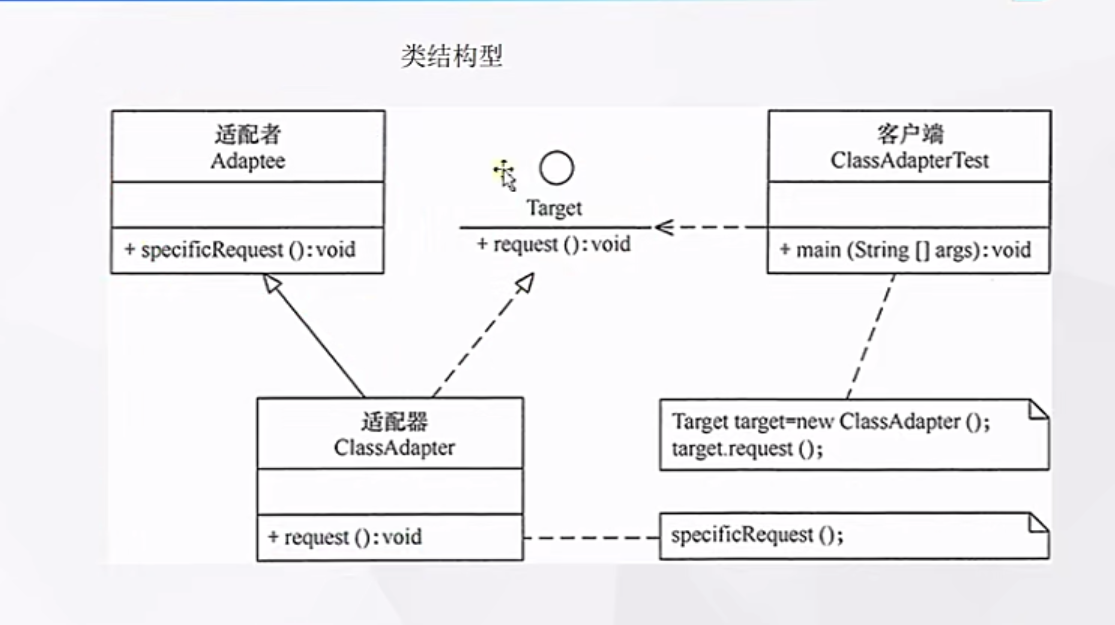 类结构型
适配者
Adaptee
+ specificRequest ():void
Target
+ request ():void
客户端
ClassAdapterTest
+ main (String [] args):void
适配器
ClassAdapter
+ request ():void
Target target=new ClassAdapter ();
target.request ();
specificRequest ();